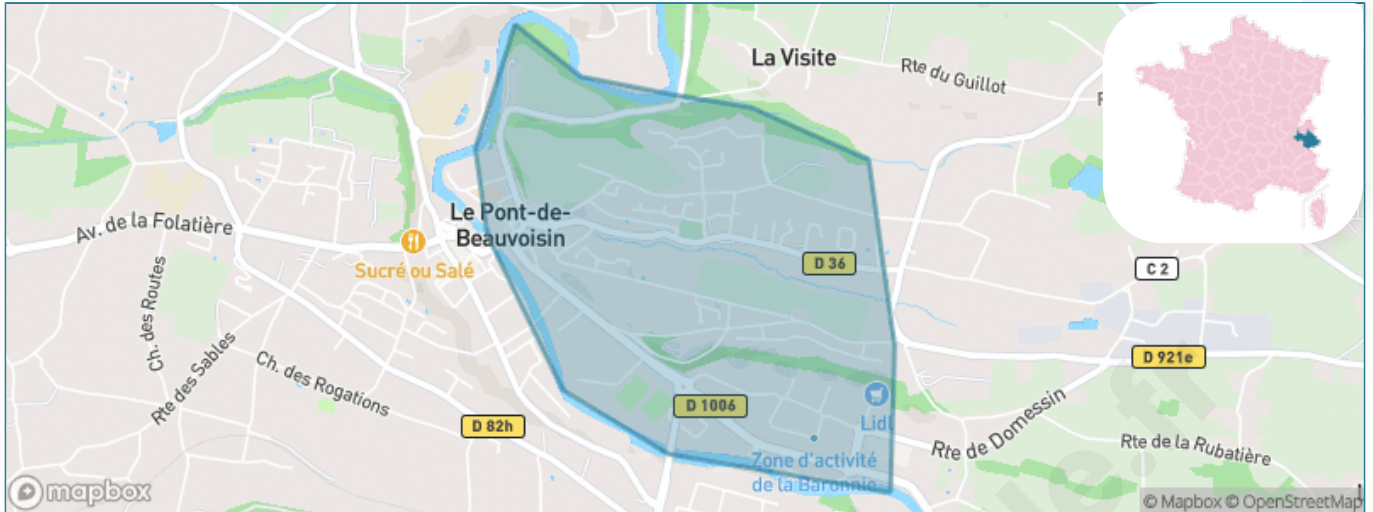 La Visite
Rte du Guillot
Av. de la Folatière
Le Pont-de-
Beauvoisin
Sucré ou Salé
D 36
C 2
Ch. des Routes
Rte des Sables
Ch. des Rogations
D 921e
D 1006
D 82h
Lidl
Rte de Domessin
Rte de la Rubatière
Zone d'activité
de la Baronnie
mapbox
© Mapbox © OpenStreetMap